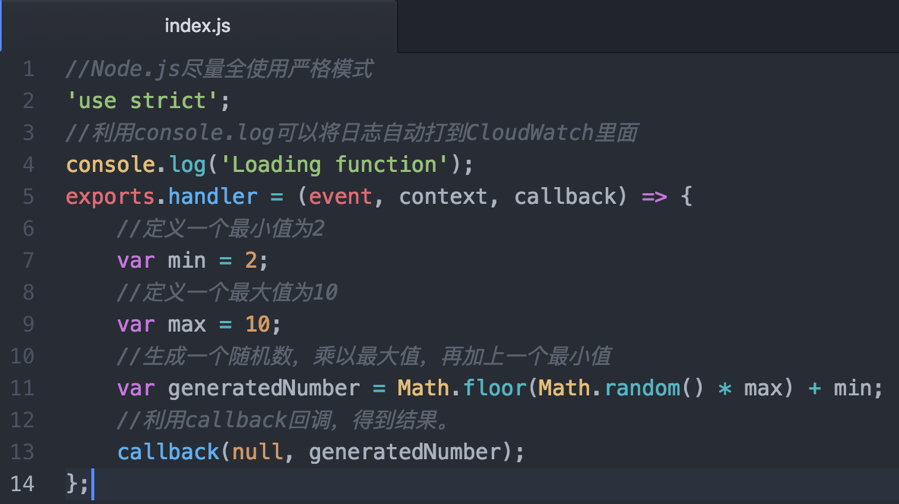 index.js
1 //Node.js尽量全使用严格模式
2 'use strict';
3 //利用console.log可以将日志自动打到CloudWatch里面
4 console.log('Loading function');
5 exports.handler = (event, context, callback) => {
6 //定义一个最小值为2
7 var min = 2;
8 //定义一个最大值为10
9 var max = 10;
10 //生成一个随机数，乘以最大值，再加上一个最小值
11 var generatedNumber = Math.floor(Math.random() * max) + min;
12 //利用callback回调，得到结果。
13 callback(null, generatedNumber);
14 };